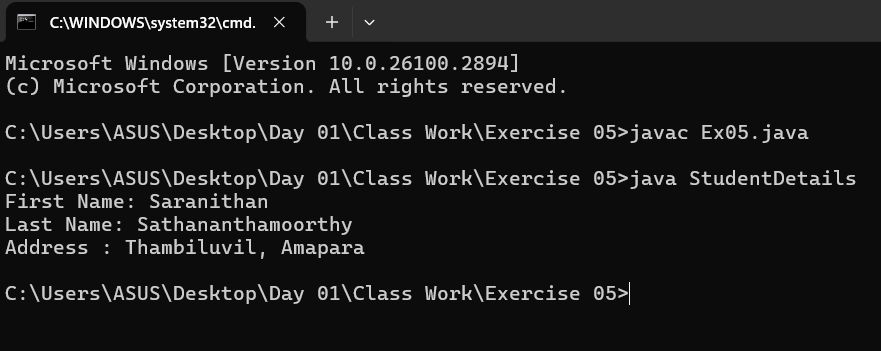 C:\WINDOWS\system32\cmd.
Microsoft Windows [Version 10.0.26100.2894]
(c) Microsoft Corporation. All rights reserved.
C:\Users\ASUS\Desktop\Day 01\Class Work\Exercise 05>javac Ex05.java
C:\Users\ASUS\Desktop\Day 01\Class Work\Exercise 05>java StudentDetails
First Name: Saranithan
Last Name: Sathananthamoorthy
Address : Thambiluvil, Amapara
C:\Users\ASUS\Desktop\Day 01\Class Work\Exercise 05>